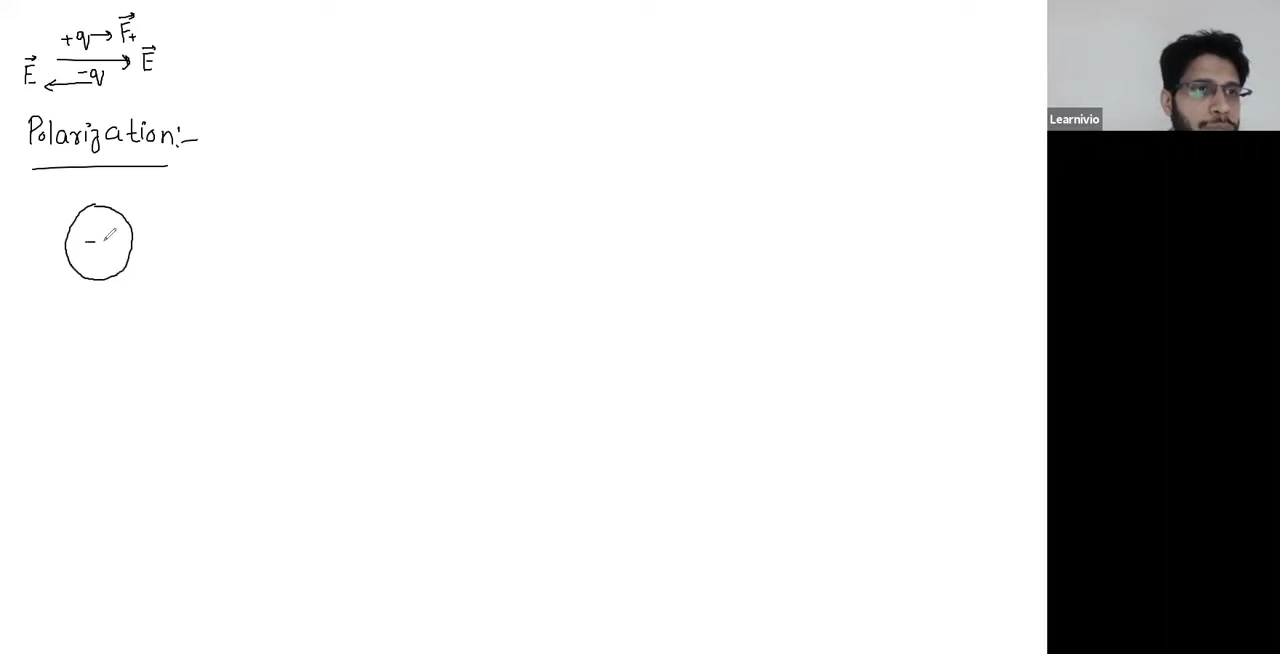 +q → F⃗+
E⃗ → E⃗
← -q
Polarization:-
-
Learnivio